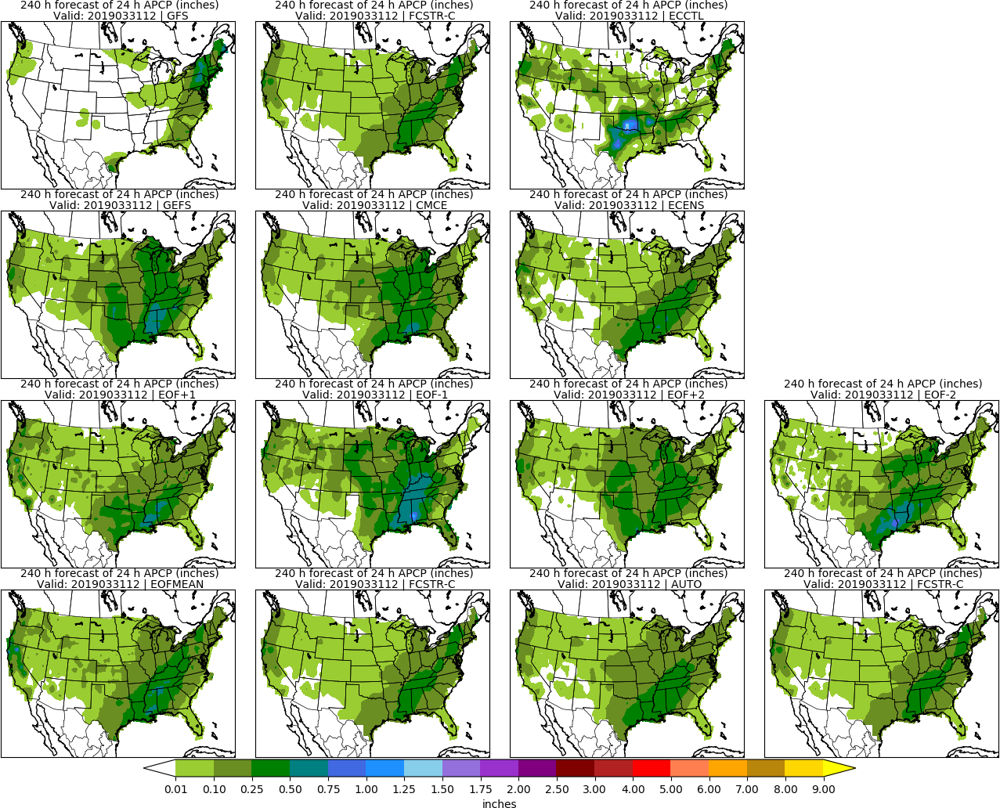 240 h forecast of 24 h APCP (inches)
Valid: 2019033112 | GFS
240 h forecast of 24 h APCP (inches)
Valid: 2019033112 | FCSTR-C
240 h forecast of 24 h APCP (inches)
Valid: 2019033112 | ECCTL
240 h forecast of 24 h APCP (inches)
Valid: 2019033112 | GEFS
240 h forecast of 24 h APCP (inches)
Valid: 2019033112 | CMCE
240 h forecast of 24 h APCP (inches)
Valid: 2019033112 | ECENS
240 h forecast of 24 h APCP (inches)
Valid: 2019033112 | EOF+1
240 h forecast of 24 h APCP (inches)
Valid: 2019033112 | EOF-1
240 h forecast of 24 h APCP (inches)
Valid: 2019033112 | EOF+2
240 h forecast of 24 h APCP (inches)
Valid: 2019033112 | EOF-2
240 h forecast of 24 h APCP (inches)
Valid: 2019033112 | EOFMEAN
240 h forecast of 24 h APCP (inches)
Valid: 2019033112 | FCSTR-C
240 h forecast of 24 h APCP (inches)
Valid: 2019033112 | AUTO
240 h forecast of 24 h APCP (inches)
Valid: 2019033112 | FCSTR-C
0.01 0.10 0.25 0.50 0.75 1.00 1.25 1.50 1.75 2.00 2.50 3.00 4.00 5.00 6.00 7.00 8.00 9.00
inches